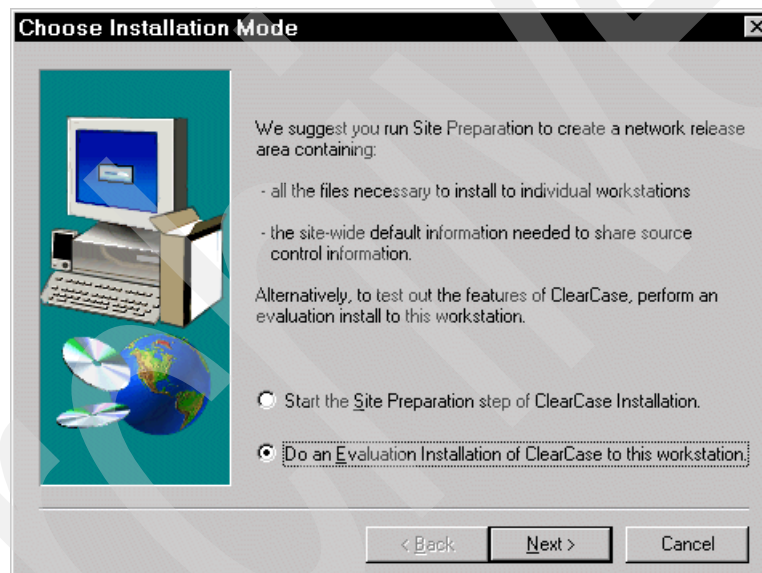 Choose Installation Mode
We suggest you run Site Preparation to create a network release
area containing:
- all the files necessary to install to individual workstations
- the site-wide default information needed to share source
control information.
Alternatively, to test out the features of ClearCase, perform an
evaluation install to this workstation.
Start the Site Preparation step of ClearCase Installation.
Do an Evaluation Installation of ClearCase to this workstation.
< Back Next > Cancel